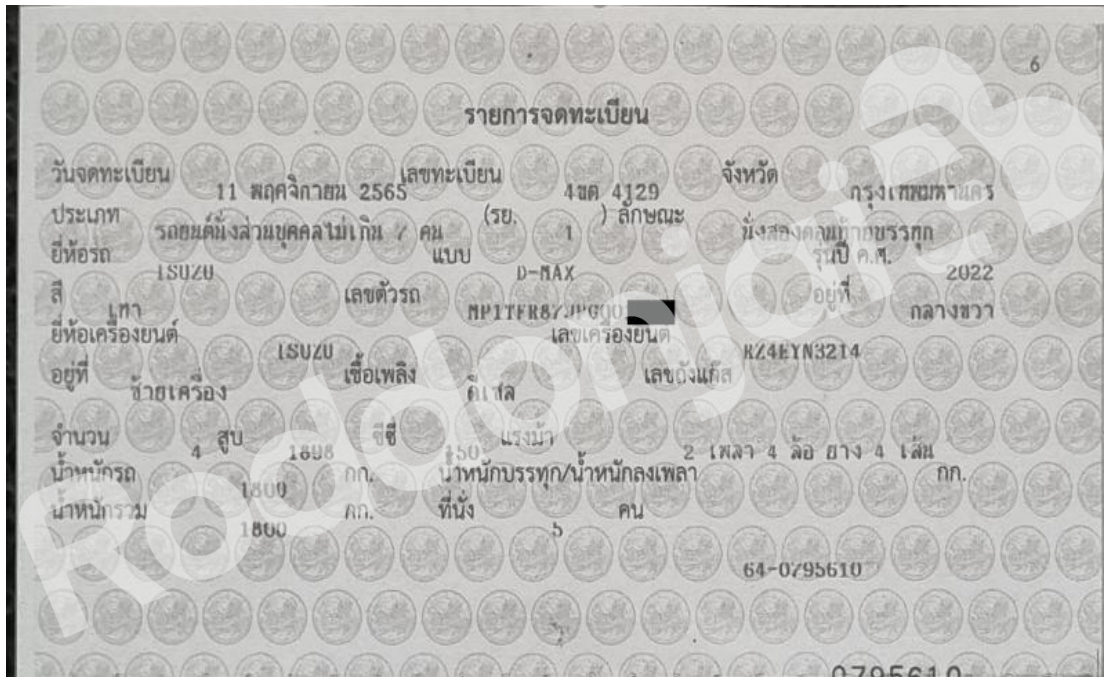 6
รายการจดทะเบียน
วันจดทะเบียน 11 พฤศจิกายน 2565 เลขทะเบียน 4ขต 4129 จังหวัด กรุงเทพมหานคร
ประเภท รถยนต์นั่งส่วนบุคคลไม่เกิน 7 คน (รย. 1 ) ลักษณะ นั่งสองตอนท้ายบรรทุก
ยี่ห้อรถ ISUZU แบบ D-MAX รุ่นปี ค.ศ. 2022
สี เทา เลขตัวรถ อยู่ที่ กลางขวา
ยี่ห้อเครื่องยนต์ ISUZU เลขเครื่องยนต์ RZ4EYN3214
อยู่ที่ ซ้ายเครื่อง เชื้อเพลิง ดีเซล เลขถังแก๊ส
จำนวน 4 สูบ 1898 ซีซี 150 แรงม้า 2 เพลา 4 ล้อ ยาง 4 เส้น
น้ำหนักรถ 1800 กก. น้ำหนักบรรทุก/น้ำหนักลงเพลา กก.
น้ำหนักรวม 1800 กก. ที่นั่ง 5 คน
64-0795610
0795610
Roddonjai